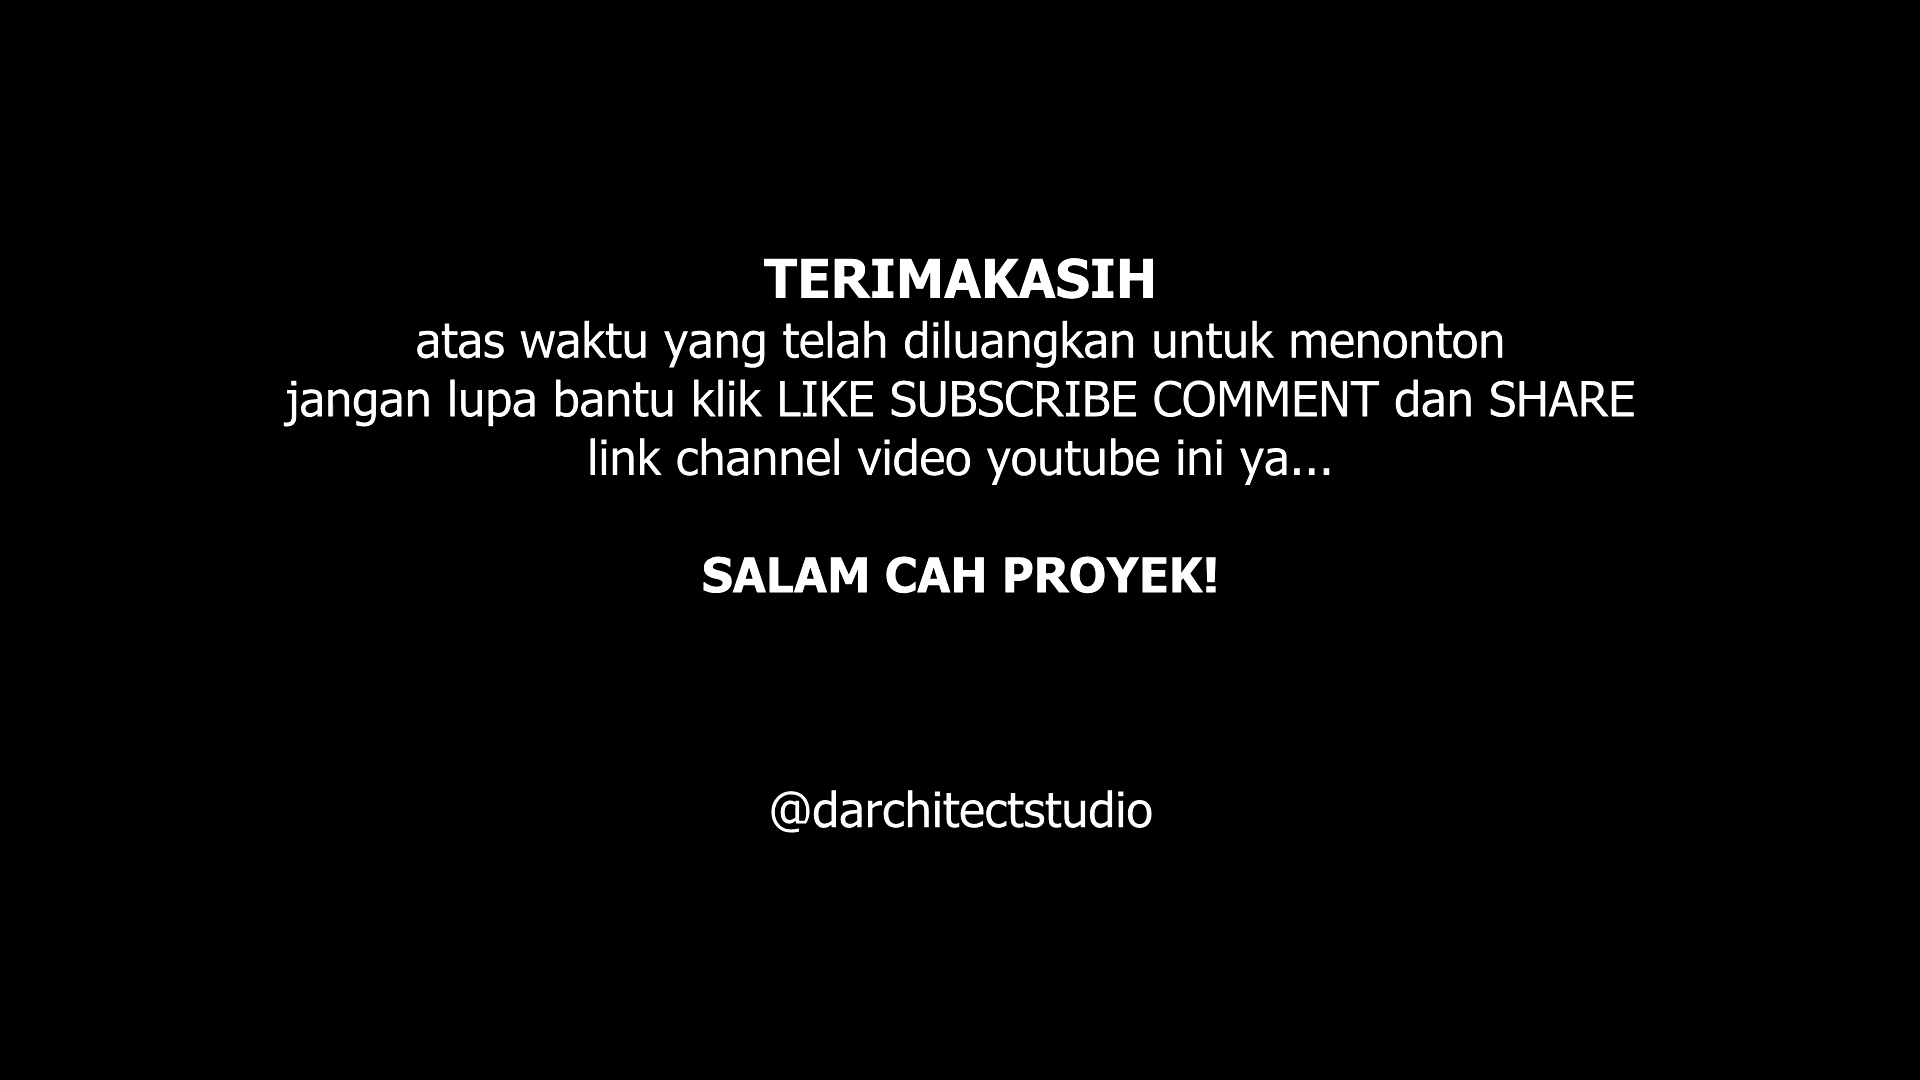 TERIMAKASIH
atas waktu yang telah diluangkan untuk menonton
jangan lupa bantu klik LIKE SUBSCRIBE COMMENT dan SHARE
link channel video youtube ini ya...
SALAM CAH PROYEK!
@darchitectstudio